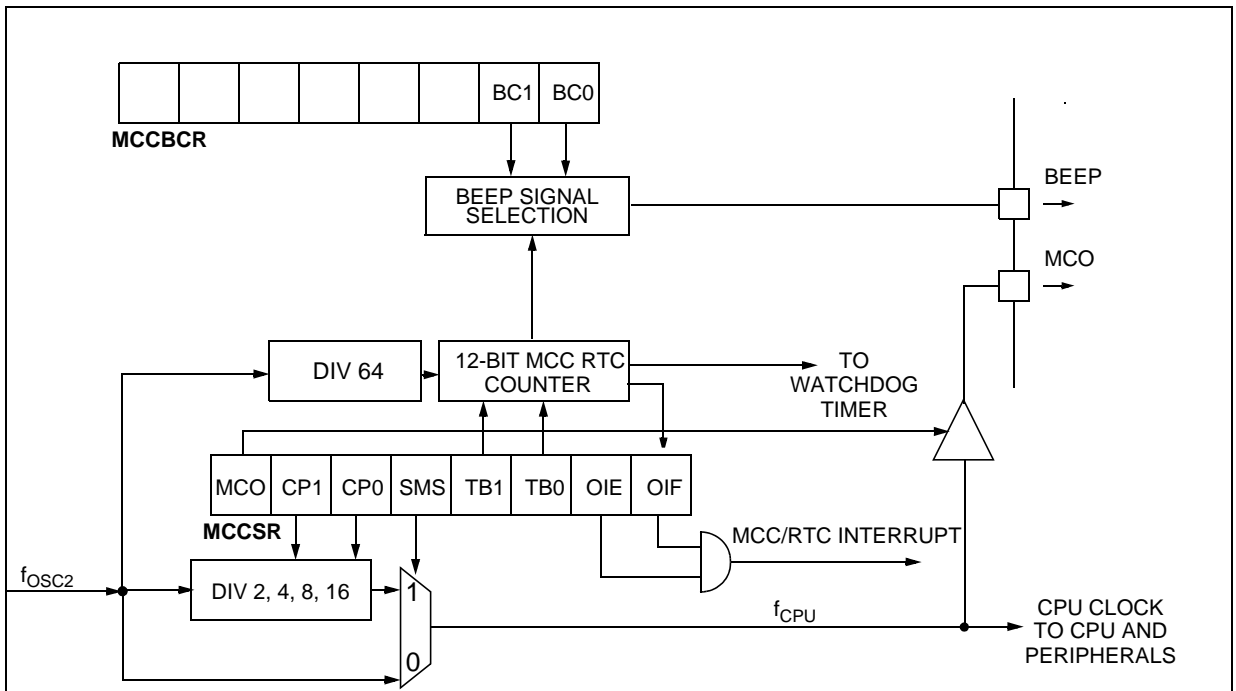 BC1 BC0
MCCBCR
BEEP SIGNAL
SELECTION
BEEP
MCO
DIV 64
12-BIT MCC RTC
COUNTER
TO
WATCHDOG
TIMER
MCO CP1 CP0 SMS TB1 TB0 OIE OIF
MCCSR
MCC/RTC INTERRUPT
fOSC2
DIV 2, 4, 8, 16
1
0
fCPU
CPU CLOCK
TO CPU AND
PERIPHERALS